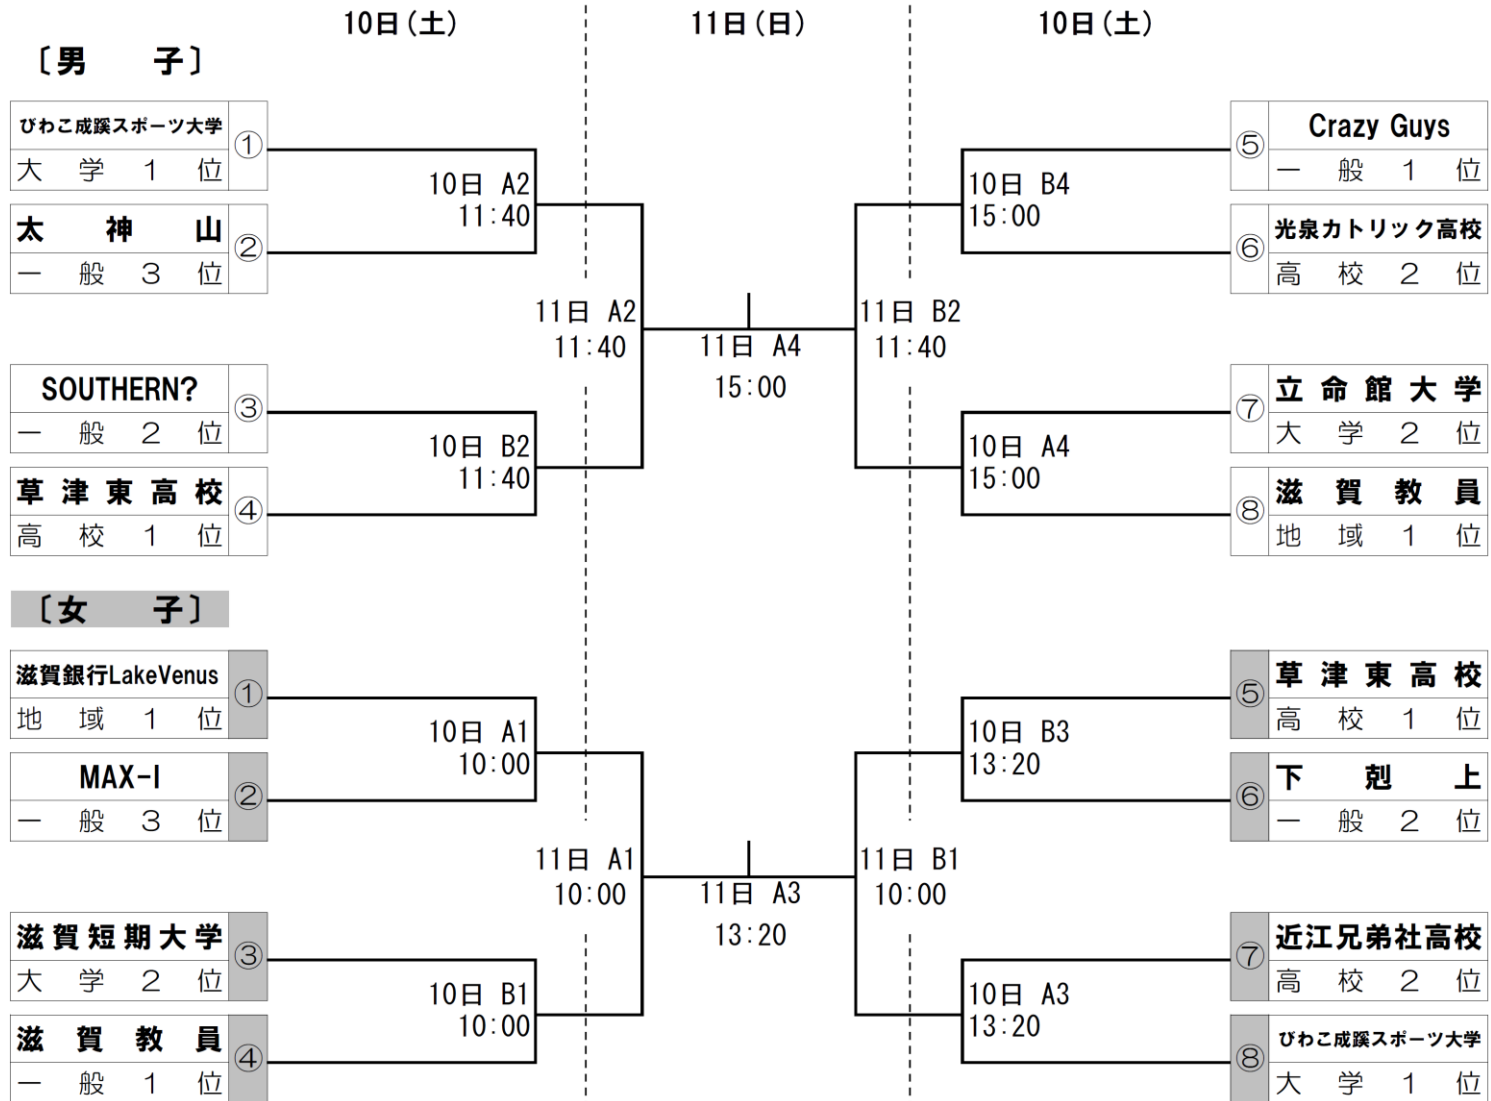 10日(土) 11日(日) 10日(土)
〔男 子〕
びわこ成蹊スポーツ大学 ①
大学1位
太神山 ②
一般3位
10日 A2
11:40
SOUTHERN? ③
一般2位
草津東高校 ④
高校1位
10日 B2
11:40
11日 A2
11:40
11日 A4
15:00
11日 B2
11:40
⑤ Crazy Guys
一般1位
⑥ 光泉カトリック高校
高校2位
10日 B4
15:00
⑦ 立命館大学
大学2位
⑧ 滋賀教員
地域1位
10日 A4
15:00
〔女 子〕
滋賀銀行LakeVenus ①
地域1位
MAX-I ②
一般3位
10日 A1
10:00
滋賀短期大学 ③
大学2位
滋賀教員 ④
一般1位
10日 B1
10:00
11日 A1
10:00
11日 A3
13:20
11日 B1
10:00
⑤ 草津東高校
高校1位
⑥ 下剋上
一般2位
10日 B3
13:20
⑦ 近江兄弟社高校
高校2位
⑧ びわこ成蹊スポーツ大学
大学1位
10日 A3
13:20